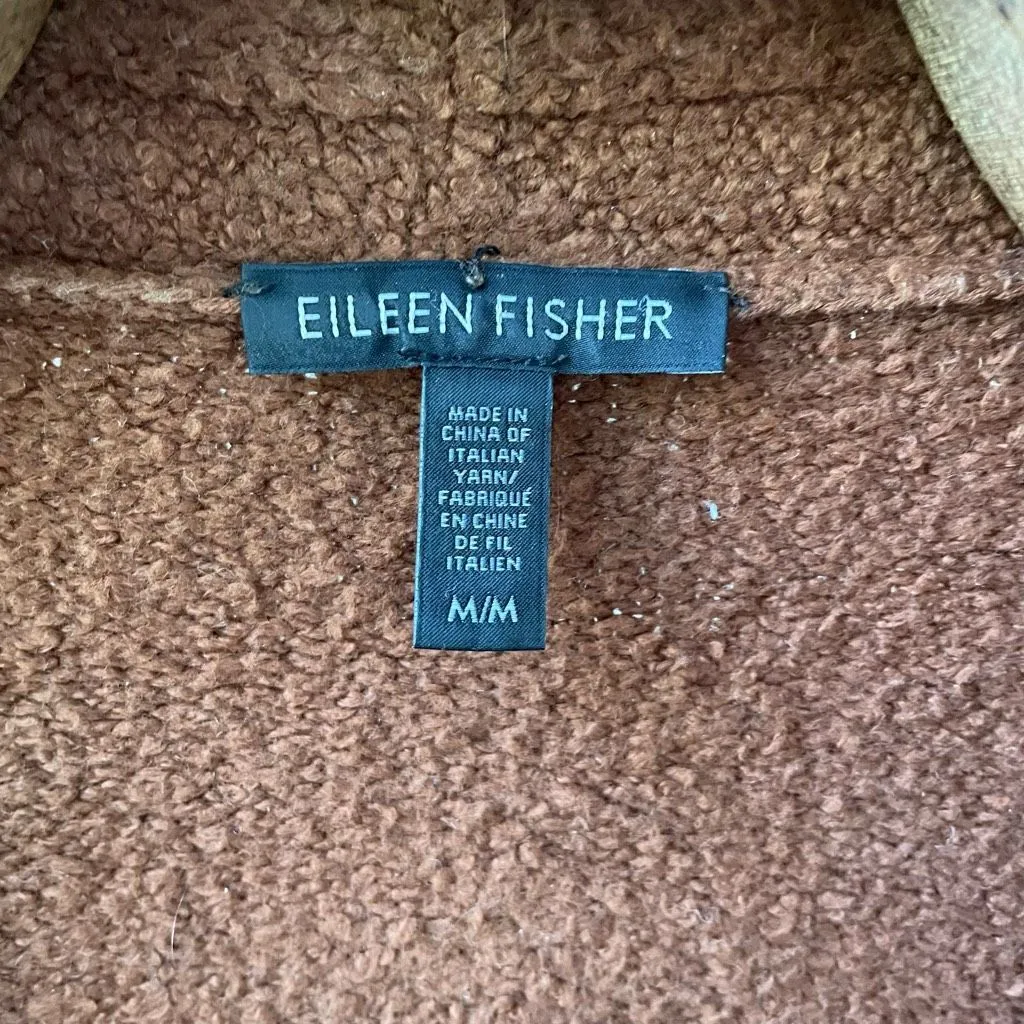 EILEEN FISHER
MADE IN
CHINA OF
ITALIAN
YARN/
FABRIQUÉ
EN CHINE
DE FIL
ITALIEN
M/M